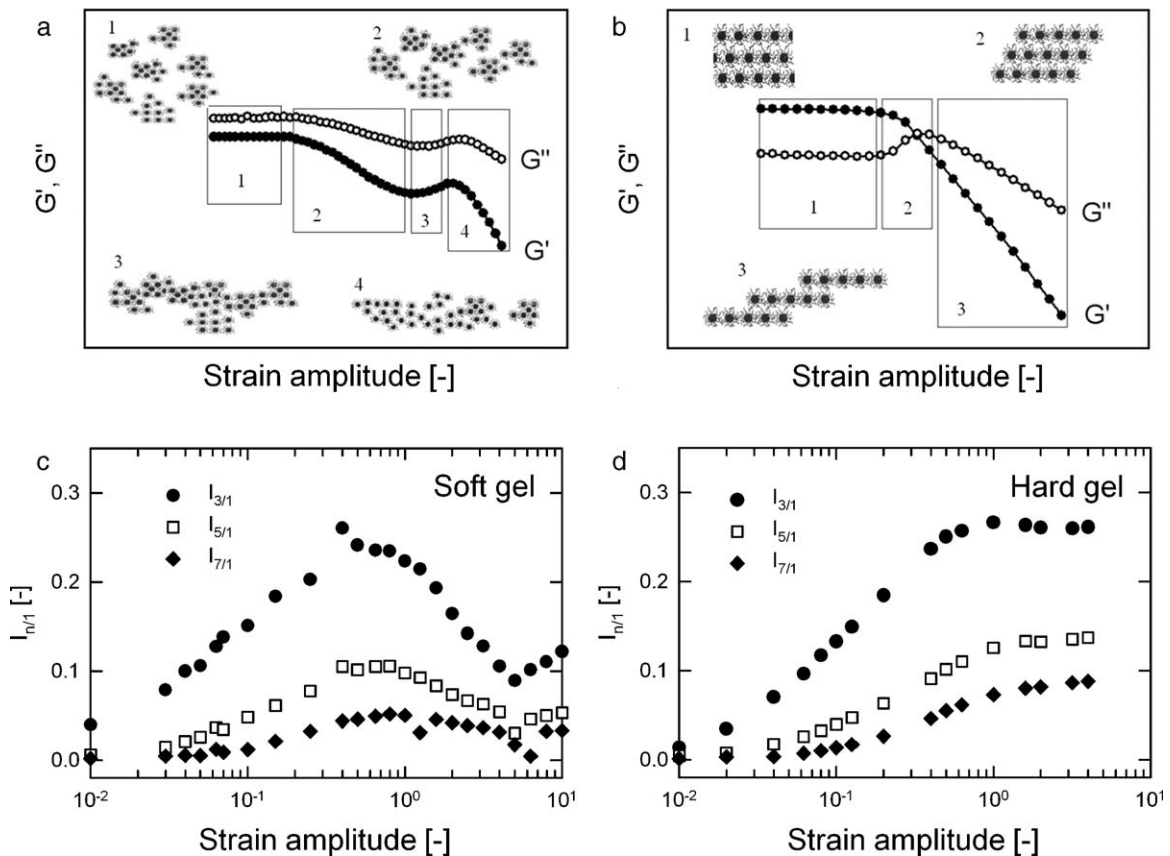 a
1
2
G', G''
1
2
3
4
G''
G'
3
4
Strain amplitude [-]
b
1
2
G', G''
1
2
3
G''
G'
3
Strain amplitude [-]
c
Soft gel
I3/1
I5/1
I7/1
In/1 [-]
0.3
0.2
0.1
0.0
10-2 10-1 100 101
Strain amplitude [-]
d
Hard gel
I3/1
I5/1
I7/1
In/1 [-]
0.3
0.2
0.1
0.0
10-2 10-1 100 101
Strain amplitude [-]